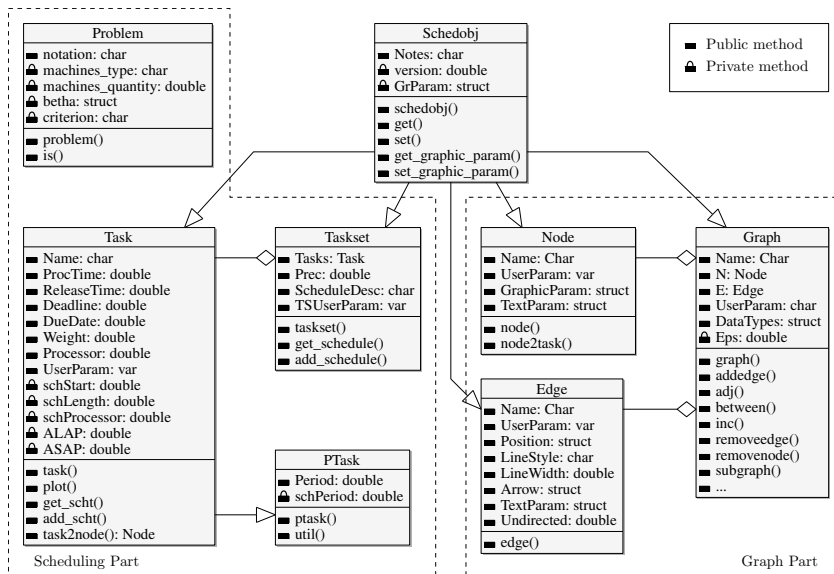 Problem
notation: char
machines_type: char
machines_quantity: double
betha: struct
criterion: char
problem()
is()
Schedobj
Notes: char
version: double
GrParam: struct
schedobj()
get()
set()
get_graphic_param()
set_graphic_param()
Public method
Private method
Task
Name: char
ProcTime: double
ReleaseTime: double
Deadline: double
DueDate: double
Weight: double
Processor: double
UserParam: var
schStart: double
schLength: double
schProcessor: double
ALAP: double
ASAP: double
task()
plot()
get_scht()
add_scht()
task2node(): Node
Taskset
Tasks: Task
Prec: double
ScheduleDesc: char
TSUserParam: var
taskset()
get_schedule()
add_schedule()
PTask
Period: double
schPeriod: double
ptask()
util()
Scheduling Part
Node
Name: Char
UserParam: var
GraphicParam: struct
TextParam: struct
node()
node2task()
Edge
Name: Char
UserParam: var
Position: struct
LineStyle: char
LineWidth: double
Arrow: struct
TextParam: struct
Undirected: double
edge()
Graph
Name: Char
N: Node
E: Edge
UserParam: char
DataTypes: struct
Eps: double
graph()
addedge()
adj()
between()
inc()
removeedge()
removenode()
subgraph()
...
Graph Part